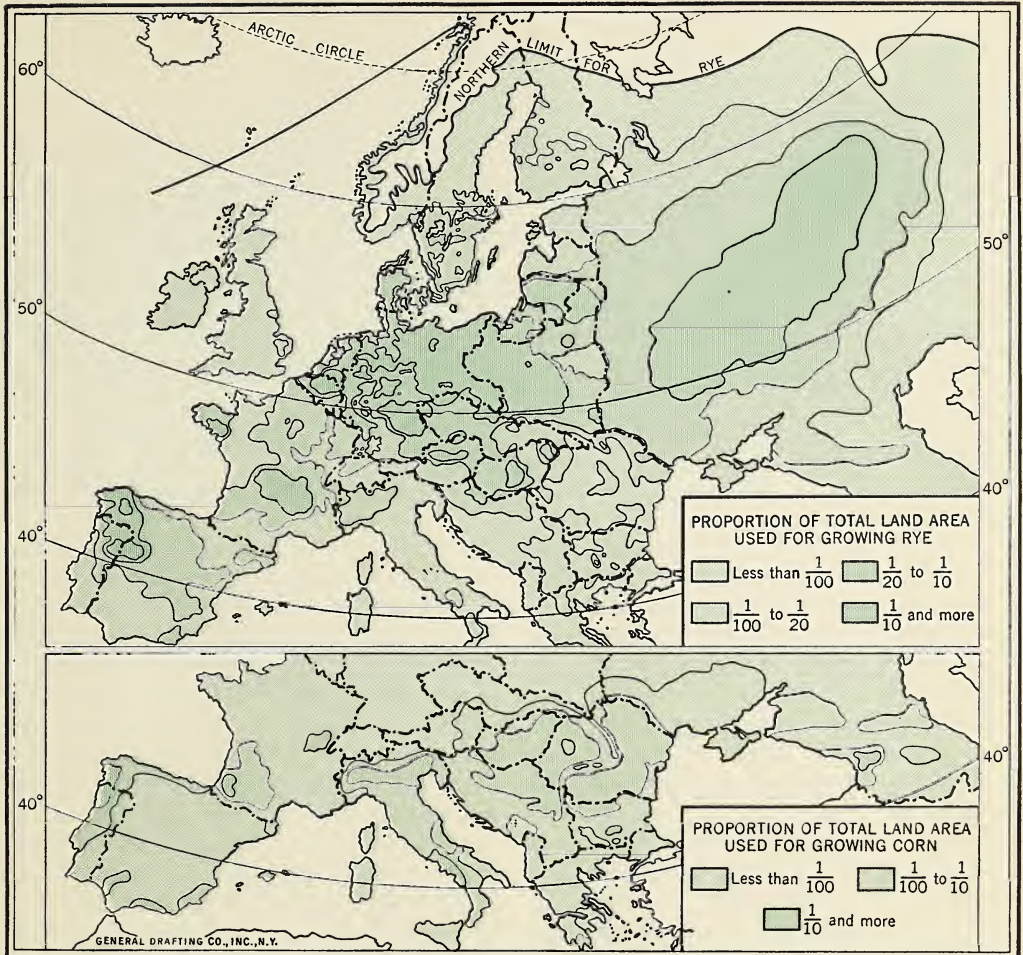 ARCTIC CIRCLE
NORTHERN LIMIT FOR RYE
60°
50°
50°
40°
40°
PROPORTION OF TOTAL LAND AREA
USED FOR GROWING RYE
Less than 1/100 1/20 to 1/10
1/100 to 1/20 1/10 and more
40°
40°
PROPORTION OF TOTAL LAND AREA
USED FOR GROWING CORN
Less than 1/100 1/100 to 1/10
1/10 and more
GENERAL DRAFTING CO., INC., N.Y.